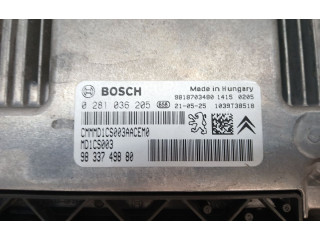 BOSCH
Made in Hungary
9818703480 1415 0205
0 281 036 205
21-05-25 1039T38518
CMMMD1CS003AACEM0
MD1CS003
98 337 498 80